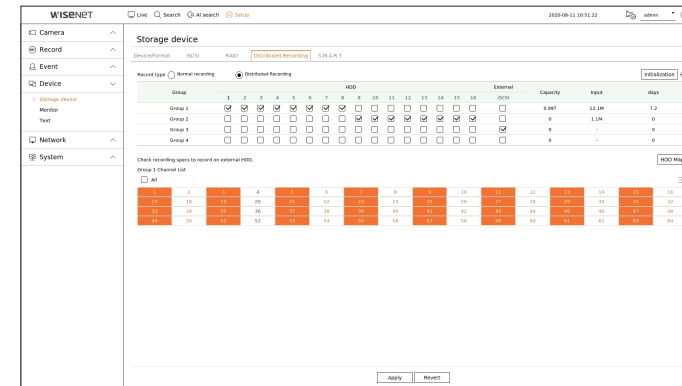 WISENET
Live Search AI search Setup 2020-08-11 10:51:22 admin
Camera
Record
Event
Device
Storage device
Monitor
Text
Network
System
Storage device
Device/Format iSCSI RAID Distributed Recording S.M.A.R.T
Record type Normal recording Distributed Recording Initialization
Group HDD External Capacity Input days
1 2 3 4 5 6 7 8 9 10 11 12 13 14 15 16 iSCSI
Group 1 0.98T 12.1M 7.2
Group 2 0 1.1M 0
Group 3 0 - 0
Group 4 0 - 0
Check recording specs to record on external HDD. HDD Map
Group 1 Channel List
All
1 2 3 4 5 6 7 8 9 10 11 12 13 14 15 16
17 18 19 20 21 22 23 24 25 26 27 28 29 30 31 32
33 34 35 36 37 38 39 40 41 42 43 44 45 46 47 48
49 50 51 52 53 54 55 56 57 58 59 60 61 62 63 64
Apply Revert